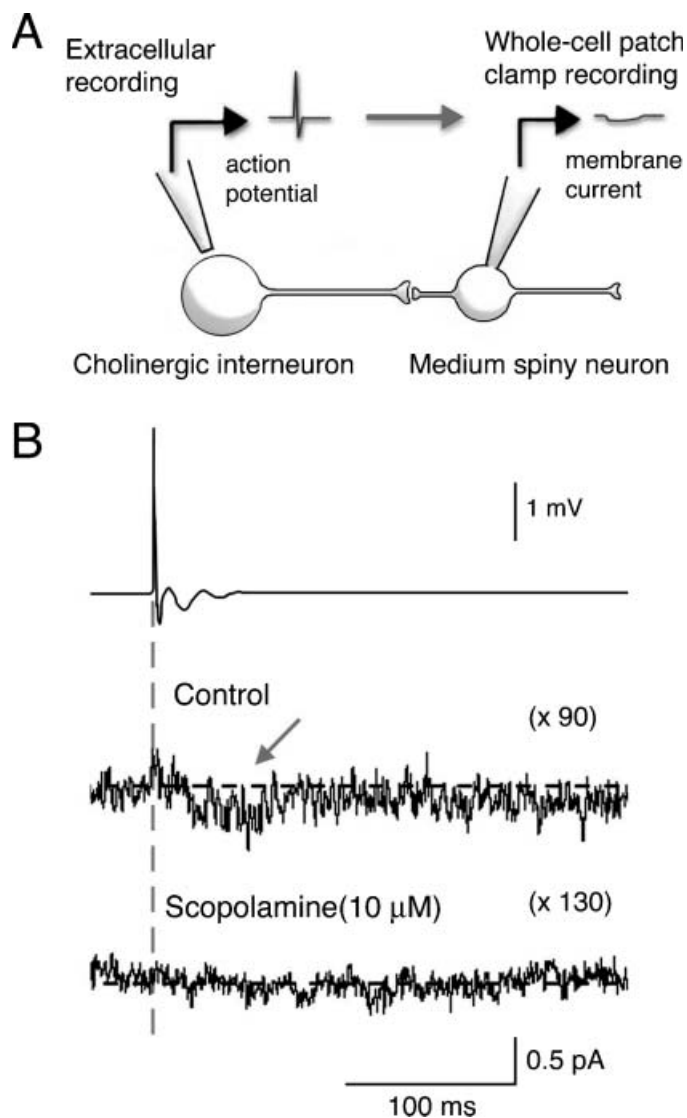 A
Extracellular
recording
Whole-cell patch
clamp recording
action
potential
membrane
current
Cholinergic interneuron
Medium spiny neuron
B
1 mV
Control
(x 90)
Scopolamine(10 µM)
(x 130)
0.5 pA
100 ms